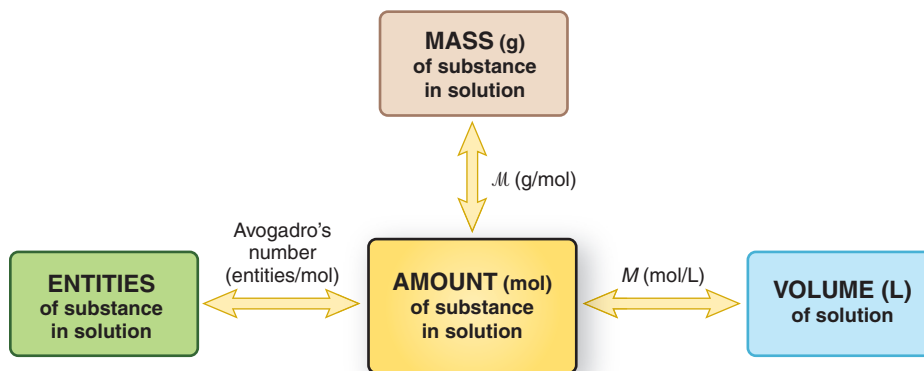 MASS (g)
of substance
in solution
ℳ (g/mol)
Avogadro’s
number
(entities/mol)
ENTITIES
of substance
in solution
AMOUNT (mol)
of substance
in solution
M (mol/L)
VOLUME (L)
of solution